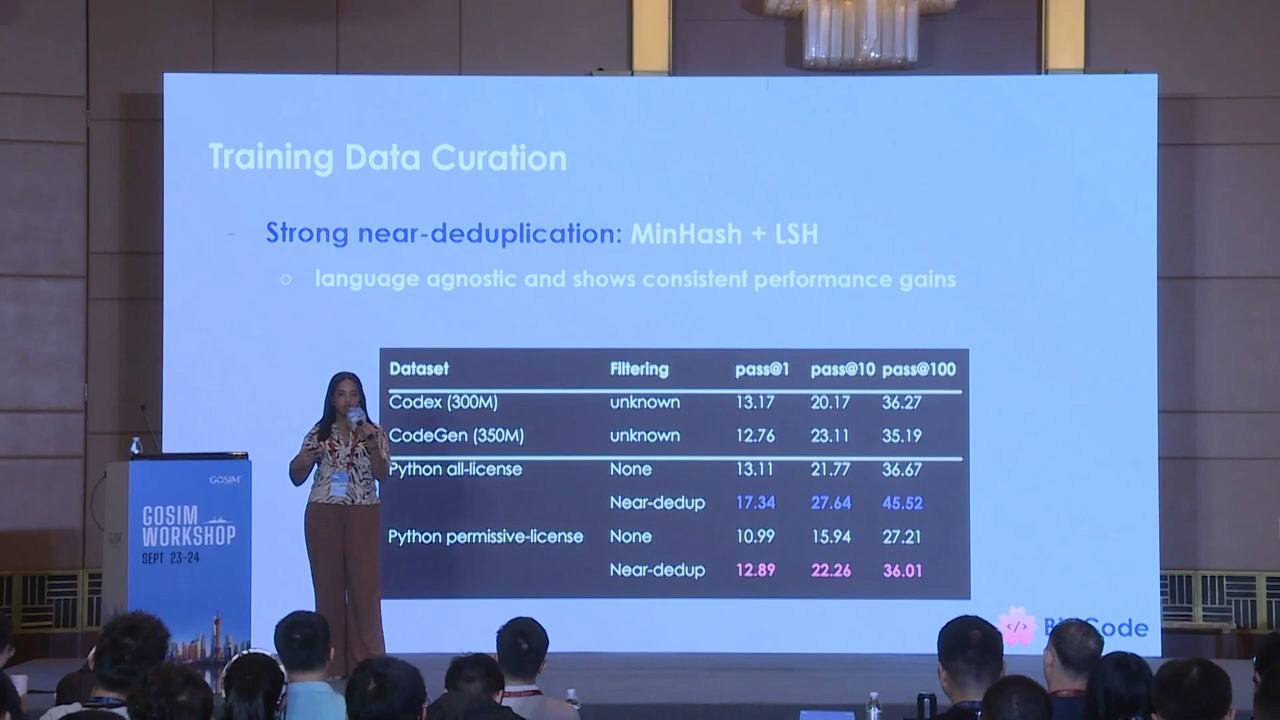 Training Data Curation
- Strong near-deduplication: MinHash + LSH
○ language agnostic and shows consistent performance gains
Dataset Filtering pass@1 pass@10 pass@100
Codex (300M) unknown 13.17 20.17 36.27
CodeGen (350M) unknown 12.76 23.11 35.19
Python all-license None 13.11 21.77 36.67
Near-dedup 17.34 27.64 45.52
Python permissive-license None 10.99 15.94 27.21
Near-dedup 12.89 22.26 36.01
</> BigCode
GOSIM
GOSIM
WORKSHOP
SEPT 23-24